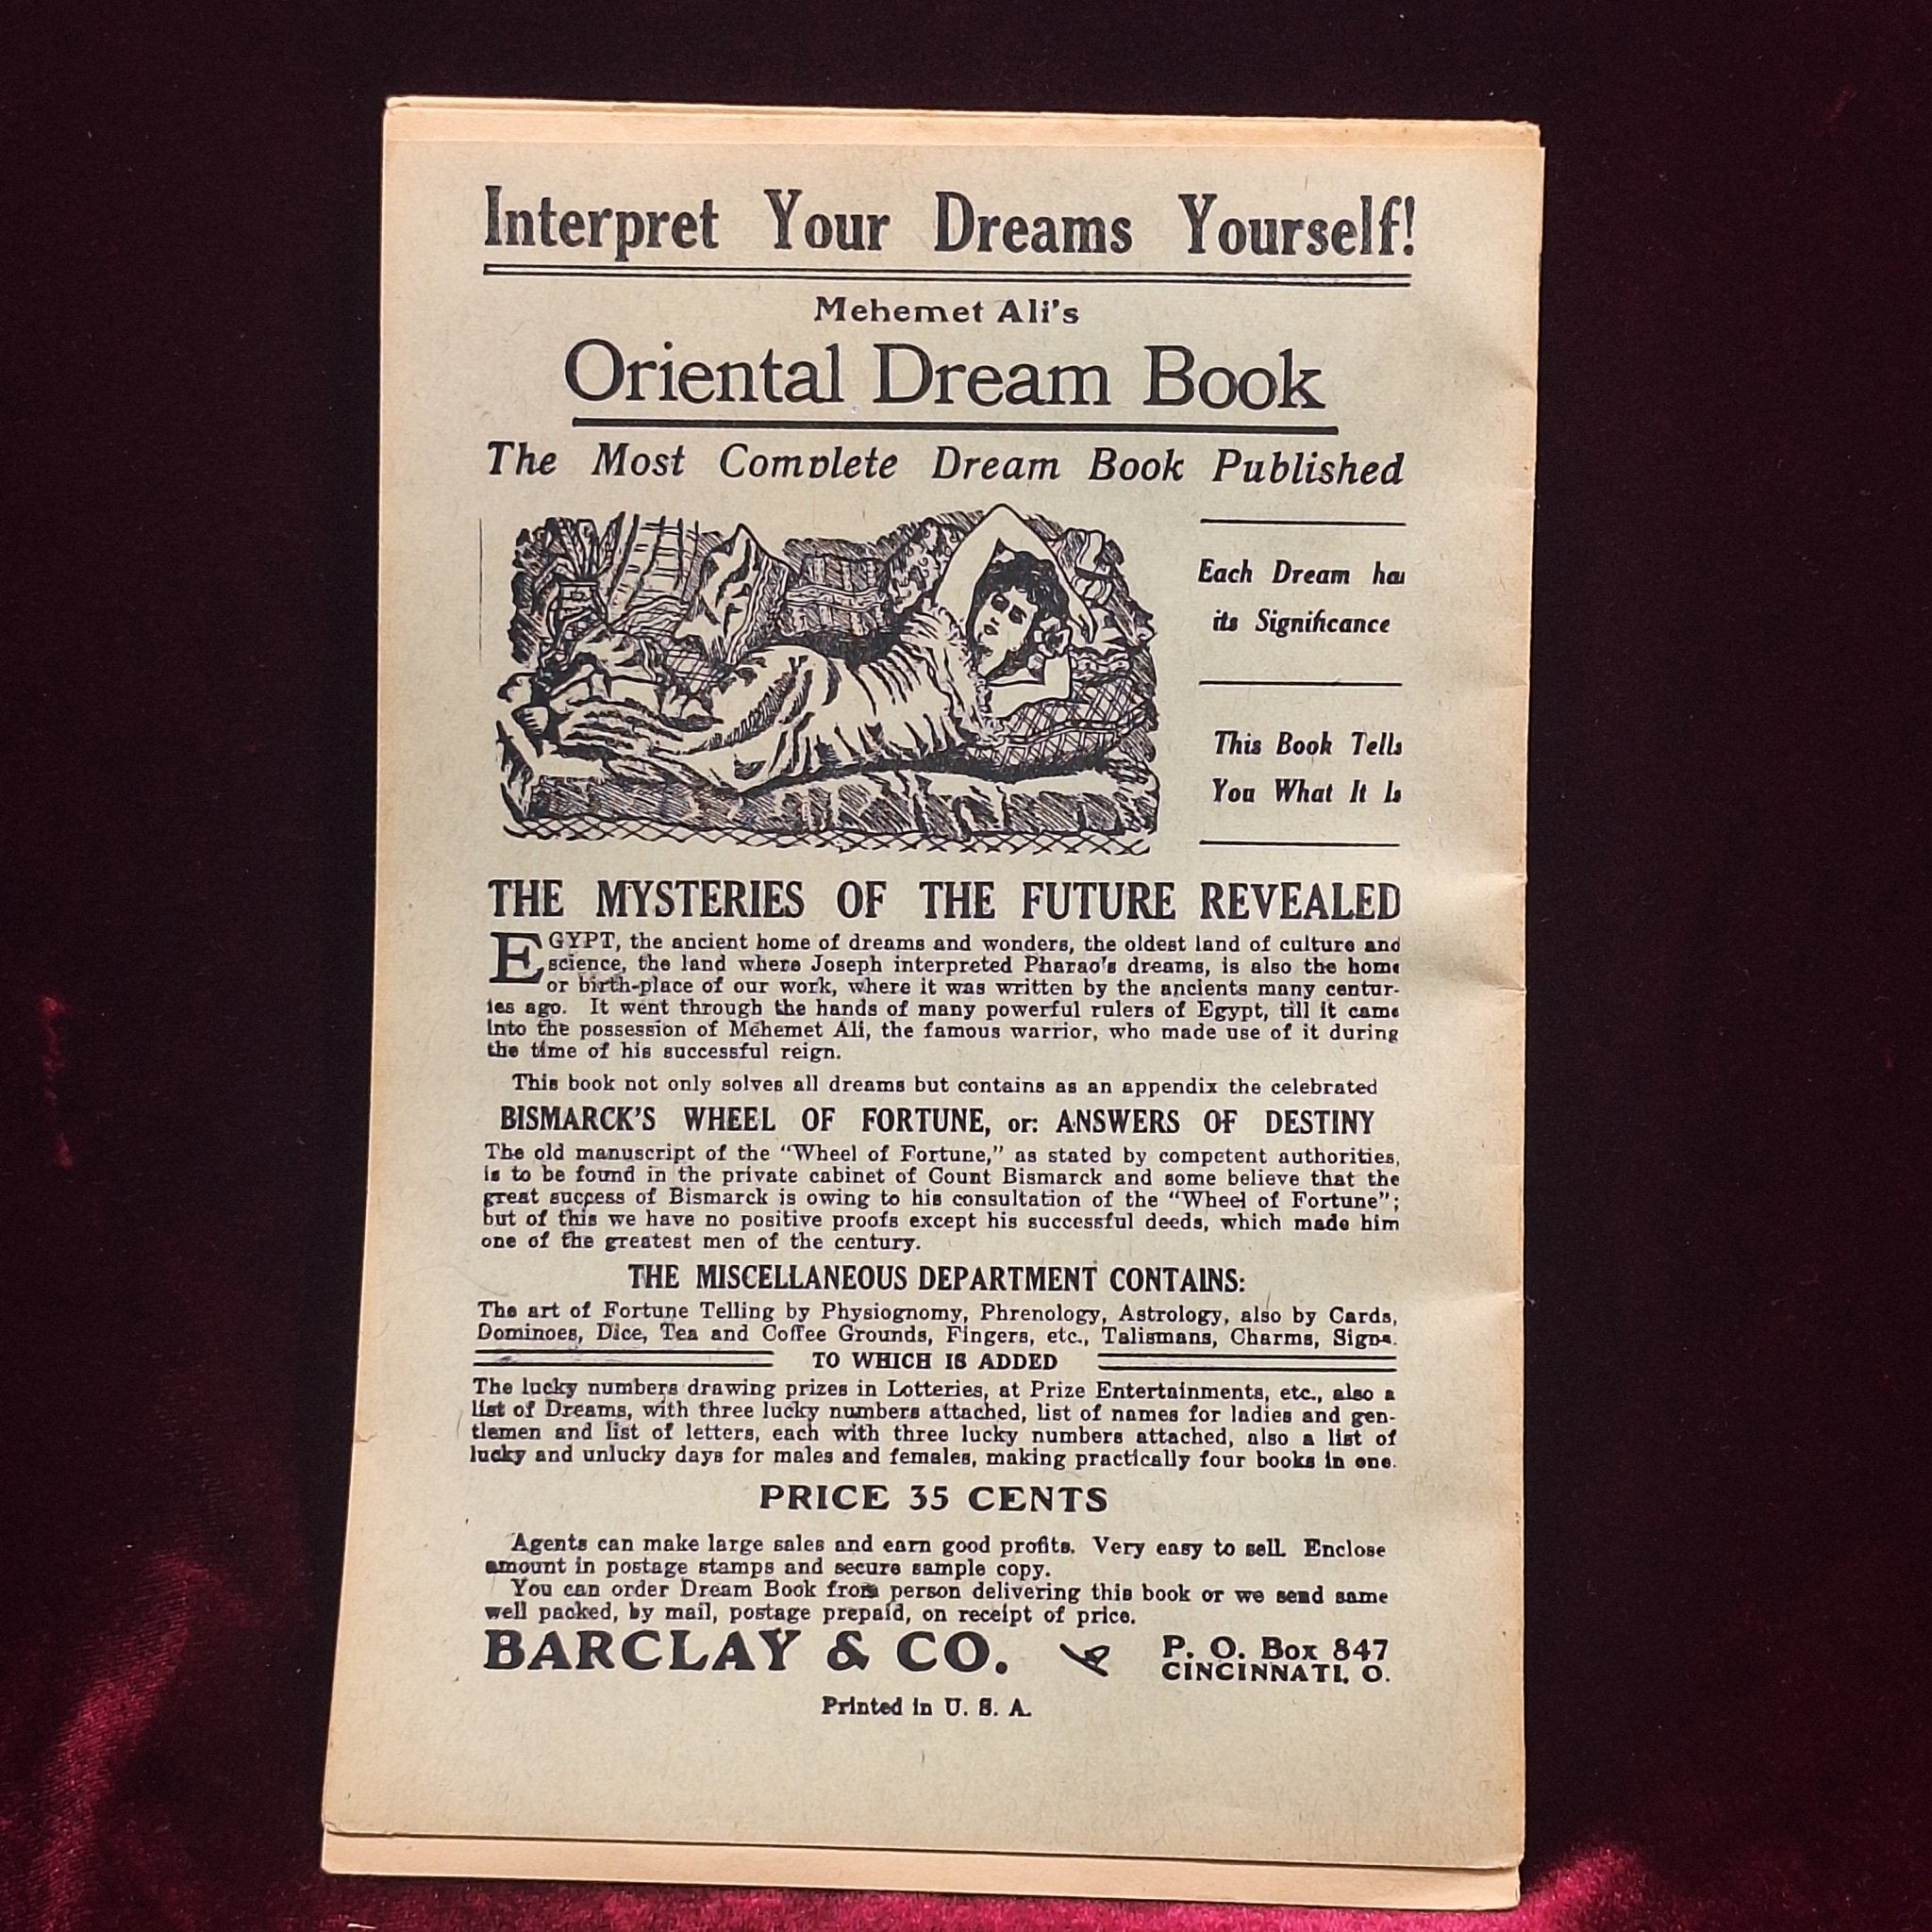 Interpret Your Dreams Yourself!
Mehemet Ali's
Oriental Dream Book
The Most Complete Dream Book Published
Each Dream has
its Significance
This Book Tells
You What It Is
THE MYSTERIES OF THE FUTURE REVEALED
EGYPT, the ancient home of dreams and wonders, the oldest land of culture and
science, the land where Joseph interpreted Pharao's dreams, is also the home
or birth-place of our work, where it was written by the ancients many centur-
ies ago. It went through the hands of many powerful rulers of Egypt, till it came
into the possession of Mehemet Ali, the famous warrior, who made use of it during
the time of his successful reign.
This book not only solves all dreams but contains as an appendix the celebrated
BISMARCK'S WHEEL OF FORTUNE, or: ANSWERS OF DESTINY
The old manuscript of the "Wheel of Fortune," as stated by competent authorities,
is to be found in the private cabinet of Count Bismarck and some believe that the
great success of Bismarck is owing to his consultation of the "Wheel of Fortune";
but of this we have no positive proofs except his successful deeds, which made him
one of the greatest men of the century.
THE MISCELLANEOUS DEPARTMENT CONTAINS:
The art of Fortune Telling by Physiognomy, Phrenology, Astrology, also by Cards,
Dominoes, Dice, Tea and Coffee Grounds, Fingers, etc., Talismans, Charms, Signs.
TO WHICH IS ADDED
The lucky numbers drawing prizes in Lotteries, at Prize Entertainments, etc., also a
list of Dreams, with three lucky numbers attached, list of names for ladies and gen-
tlemen and list of letters, each with three lucky numbers attached, also a list of
lucky and unlucky days for males and females, making practically four books in one.
PRICE 35 CENTS
Agents can make large sales and earn good profits. Very easy to sell. Enclose
amount in postage stamps and secure sample copy.
You can order Dream Book from person delivering this book or we send same
well packed, by mail, postage prepaid, on receipt of price.
BARCLAY & CO. P. O. Box 847
CINCINNATI, O.
Printed in U. S. A.